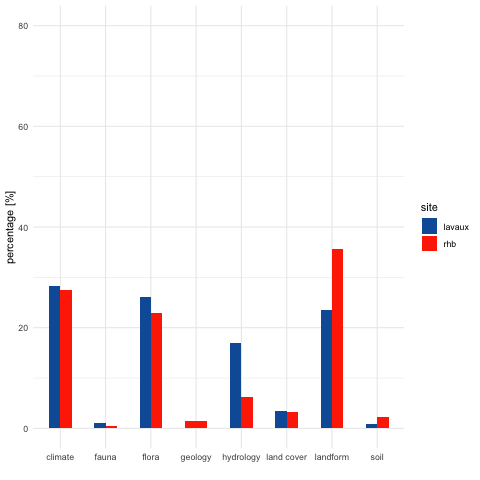 80
60
40
20
0
percentage [%]
climate fauna flora geology hydrology land cover landform soil
site
lavaux
rhb